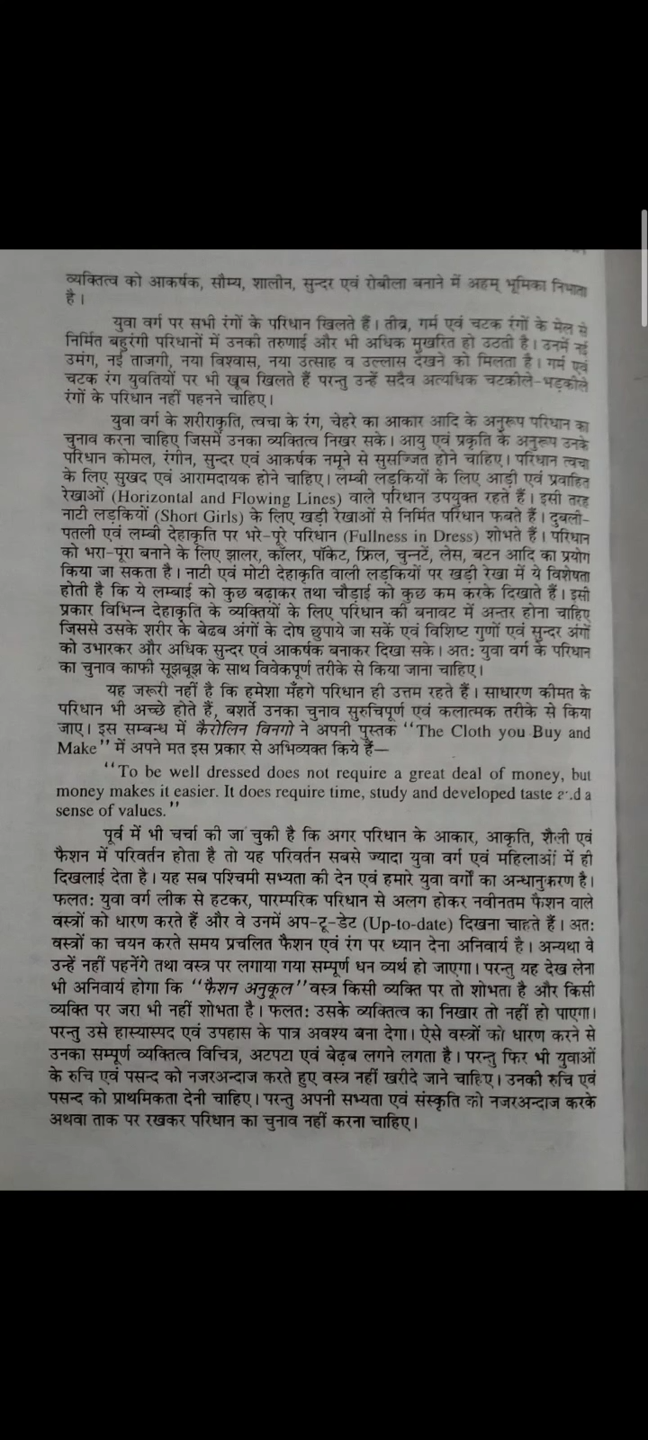 व्यक्तित्व को आकर्षक, सौम्य, शालीन, सुन्दर एवं रोबीला बनाने में अहम् भूमिका निभाता
है।
युवा वर्ग पर सभी रंगों के परिधान खिलते हैं। तीव्र, गर्म एवं चटक रंगों के मेल से
निर्मित बहुरंगी परिधानों में उनकी तरुणाई और भी अधिक मुखरित हो उठती है। उनमें नई
उमंग, नई ताजगी, नया विश्वास, नया उत्साह व उल्लास देखने को मिलता है। गर्म एवं
चटक रंग युवतियों पर भी खूब खिलते हैं परन्तु उन्हें सदैव अत्यधिक चटकीले-भड़कीले
रंगों के परिधान नहीं पहनने चाहिए।
युवा वर्ग के शरीराकृति, त्वचा के रंग, चेहरे का आकार आदि के अनुरूप परिधान का
चुनाव करना चाहिए जिसमें उनका व्यक्तित्व निखर सके। आयु एवं प्रकृति के अनुरूप उनके
परिधान कोमल, रंगीन, सुन्दर एवं आकर्षक नमूने से सुसज्जित होने चाहिए। परिधान त्वचा
के लिए सुखद एवं आरामदायक होने चाहिए। लम्बी लड़कियों के लिए आड़ी एवं प्रवाहित
रेखाओं (Horizontal and Flowing Lines) वाले परिधान उपयुक्त रहते हैं। इसी तरह
नाटी लड़कियों (Short Girls) के लिए खड़ी रेखाओं से निर्मित परिधान फबते हैं। दुबली-
पतली एवं लम्बी देहाकृति पर भरे-पूरे परिधान (Fullness in Dress) शोभते हैं। परिधान
को भरा-पूरा बनाने के लिए झालर, कॉलर, पॉकेट, फ्रिल, चुन्नटें, लेस, बटन आदि का प्रयोग
किया जा सकता है। नाटी एवं मोटी देहाकृति वाली लड़कियों पर खड़ी रेखा में ये विशेषता
होती है कि ये लम्बाई को कुछ बढ़ाकर तथा चौड़ाई को कुछ कम करके दिखाते हैं। इसी
प्रकार विभिन्न देहाकृति के व्यक्तियों के लिए परिधान की बनावट में अन्तर होना चाहिए
जिससे उसके शरीर के बेढब अंगों के दोष छुपाये जा सकें एवं विशिष्ट गुणों एवं सुन्दर अंगों
को उभारकर और अधिक सुन्दर एवं आकर्षक बनाकर दिखा सके। अतः युवा वर्ग के परिधान
का चुनाव काफी सूझबूझ के साथ विवेकपूर्ण तरीके से किया जाना चाहिए।
यह जरूरी नहीं है कि हमेशा मँहगे परिधान ही उत्तम रहते हैं। साधारण कीमत के
परिधान भी अच्छे होते हैं, बशर्ते उनका चुनाव सुरुचिपूर्ण एवं कलात्मक तरीके से किया
जाए। इस सम्बन्ध में कैरोलिन विनगो ने अपनी पुस्तक “The Cloth you Buy and
Make” में अपने मत इस प्रकार से अभिव्यक्त किये हैं—
“To be well dressed does not require a great deal of money, but
money makes it easier. It does require time, study and developed taste and a
sense of values.”
पूर्व में भी चर्चा की जा चुकी है कि अगर परिधान के आकार, आकृति, शैली एवं
फैशन में परिवर्तन होता है तो यह परिवर्तन सबसे ज्यादा युवा वर्ग एवं महिलाओं में ही
दिखलाई देता है। यह सब पश्चिमी सभ्यता की देन एवं हमारे युवा वर्गों का अन्धानुकरण है।
फलतः युवा वर्ग लीक से हटकर, पारम्परिक परिधान से अलग होकर नवीनतम फैशन वाले
वस्त्रों को धारण करते हैं और वे उनमें अप-टू-डेट (Up-to-date) दिखना चाहते हैं। अतः
वस्त्रों का चयन करते समय प्रचलित फैशन एवं रंग पर ध्यान देना अनिवार्य है। अन्यथा वे
उन्हें नहीं पहनेंगे तथा वस्त्र पर लगाया गया सम्पूर्ण धन व्यर्थ हो जाएगा। परन्तु यह देख लेना
भी अनिवार्य होगा कि “फैशन अनुकूल” वस्त्र किसी व्यक्ति पर तो शोभता है और किसी
व्यक्ति पर जरा भी नहीं शोभता है। फलतः उसके व्यक्तित्व का निखार तो नहीं हो पाएगा।
परन्तु उसे हास्यास्पद एवं उपहास के पात्र अवश्य बना देगा। ऐसे वस्त्रों को धारण करने से
उनका सम्पूर्ण व्यक्तित्व विचित्र, अटपटा एवं बेढ़ब लगने लगता है। परन्तु फिर भी युवाओं
के रुचि एवं पसन्द को नजरअन्दाज करते हुए वस्त्र नहीं खरीदे जाने चाहिए। उनकी रुचि एवं
पसन्द को प्राथमिकता देनी चाहिए। परन्तु अपनी सभ्यता एवं संस्कृति को नजरअन्दाज करके
अथवा ताक पर रखकर परिधान का चुनाव नहीं करना चाहिए।